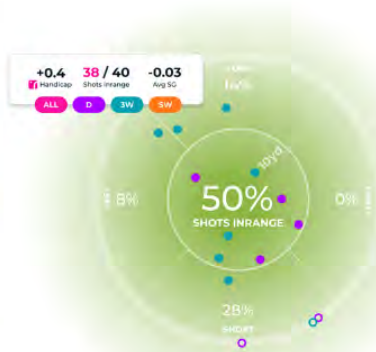 +0.4
38 / 40
-0.03
Handicap
Shots Inrange
Avg SG
ALL
D
3W
SW
10yd
8%
50%
0%
SHOTS INRANGE
28%
SHORT